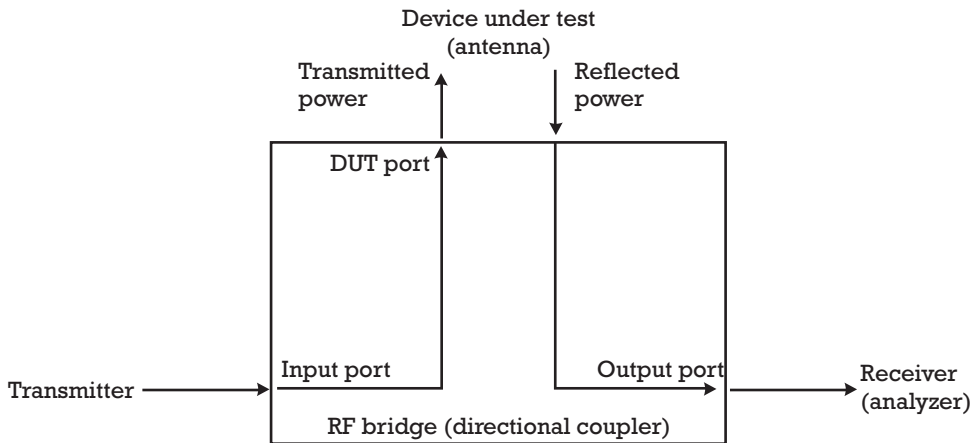 Device under test
(antenna)
Transmitted
power
Reflected
power
DUT port
Input port
Output port
Transmitter
Receiver
(analyzer)
RF bridge (directional coupler)